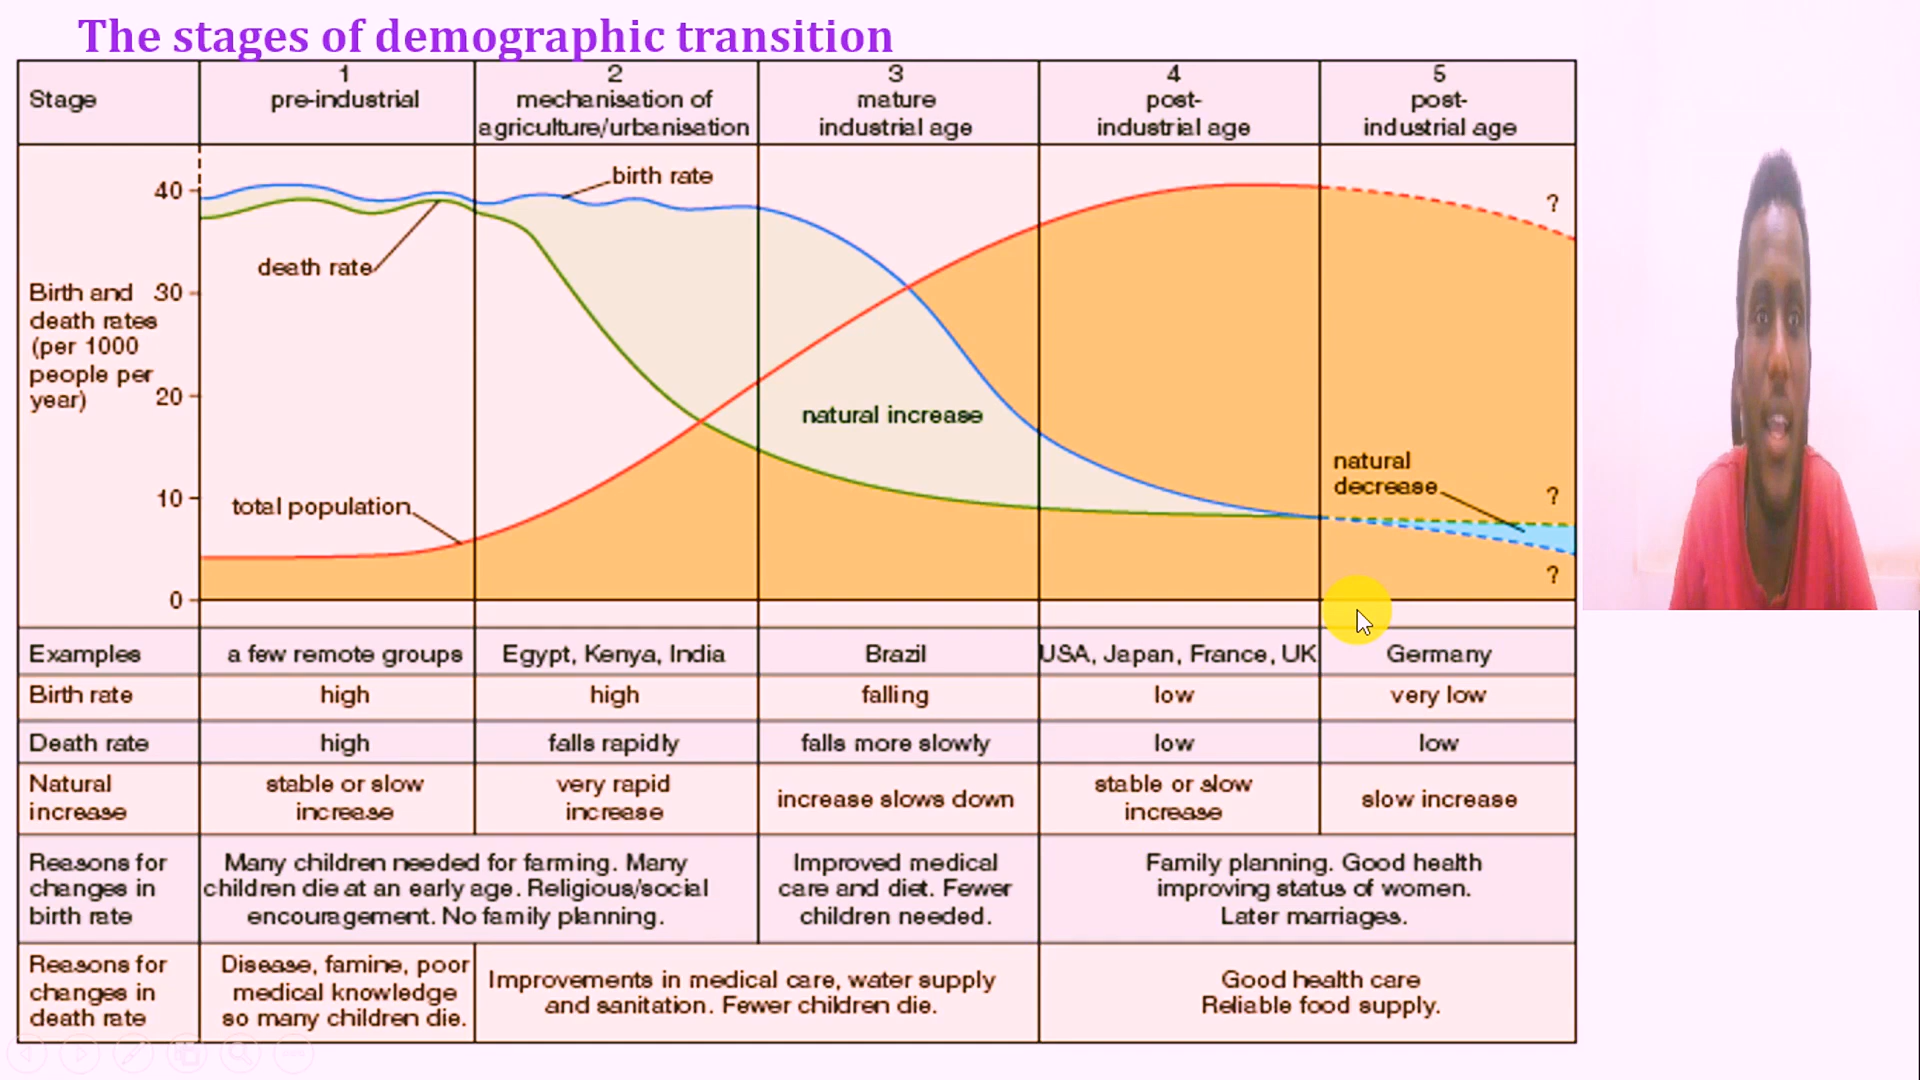 The stages of demographic transition
Stage
1
pre-industrial
2
mechanisation of
agriculture/urbanisation
3
mature
industrial age
4
post-
industrial age
5
post-
industrial age
40
30
20
10
0
Birth and
death rates
(per 1000
people per
year)
birth rate
death rate
total population
natural increase
natural
decrease
?
?
?
Examples
a few remote groups
Egypt, Kenya, India
Brazil
USA, Japan, France, UK
Germany
Birth rate
high
high
falling
low
very low
Death rate
high
falls rapidly
falls more slowly
low
low
Natural
increase
stable or slow
increase
very rapid
increase
increase slows down
stable or slow
increase
slow increase
Reasons for
changes in
birth rate
Many children needed for farming. Many
children die at an early age. Religious/social
encouragement. No family planning.
Improved medical
care and diet. Fewer
children needed.
Family planning. Good health
improving status of women.
Later marriages.
Reasons for
changes in
death rate
Disease, famine, poor
medical knowledge
so many children die.
Improvements in medical care, water supply
and sanitation. Fewer children die.
Good health care
Reliable food supply.